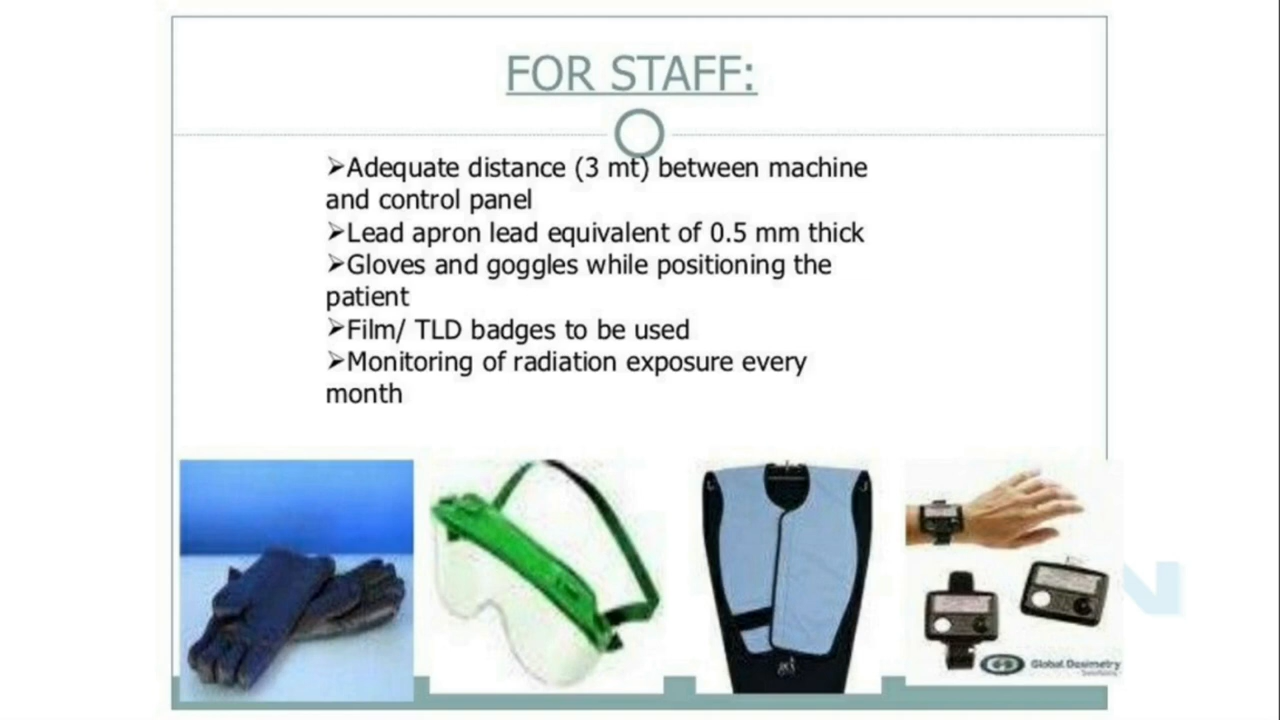 FOR STAFF:
➢Adequate distance (3 mt) between machine
and control panel
➢Lead apron lead equivalent of 0.5 mm thick
➢Gloves and goggles while positioning the
patient
➢Film/ TLD badges to be used
➢Monitoring of radiation exposure every
month
Global Dosimetry
Solutions
N